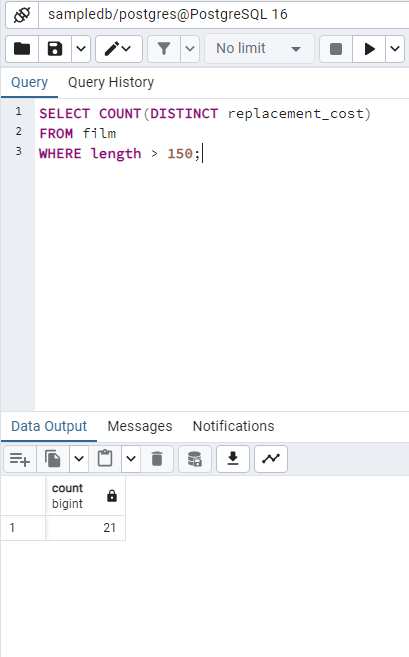 sampledb/postgres@PostgreSQL 16
No limit
Query Query History
1 SELECT COUNT(DISTINCT replacement_cost)
2 FROM film
3 WHERE length > 150;
Data Output Messages Notifications
count
bigint
1 21